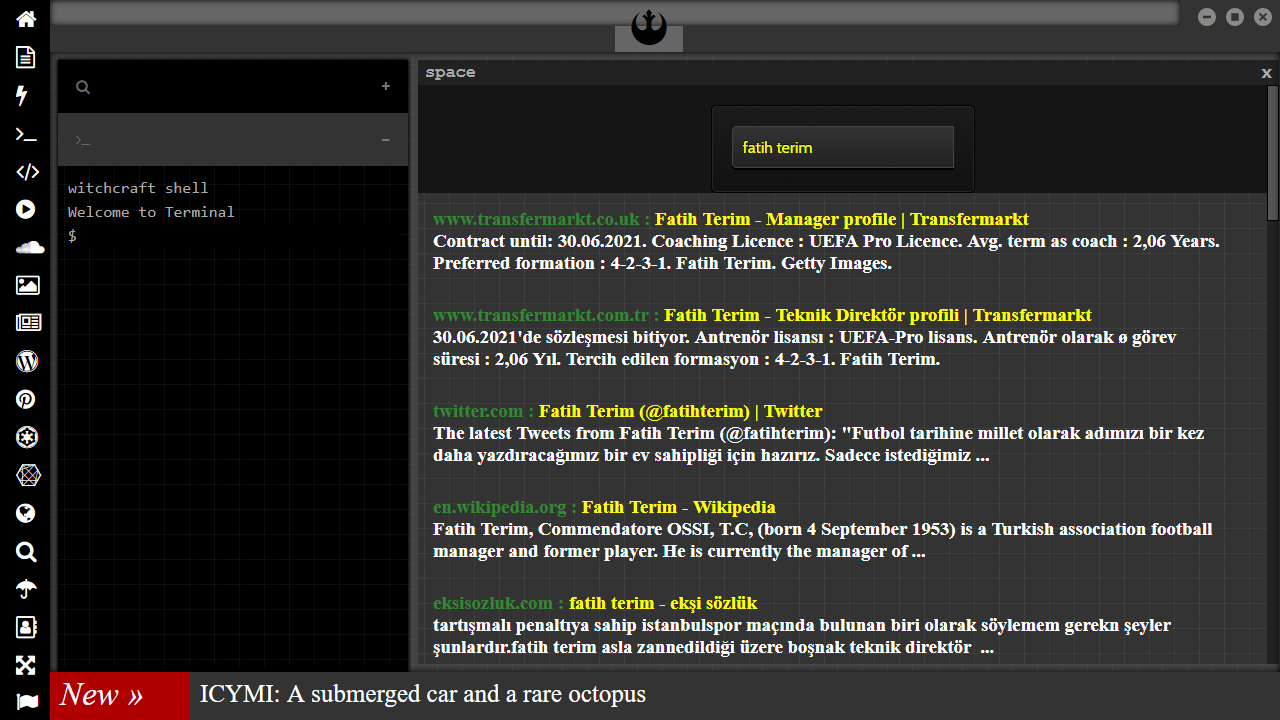 space x
fatih terim
>_
witchcraft shell
Welcome to Terminal
$
www.transfermarkt.co.uk : Fatih Terim - Manager profile | Transfermarkt
Contract until: 30.06.2021. Coaching Licence : UEFA Pro Licence. Avg. term as coach : 2,06 Years.
Preferred formation : 4-2-3-1. Fatih Terim. Getty Images.
www.transfermarkt.com.tr : Fatih Terim - Teknik Direktör profili | Transfermarkt
30.06.2021'de sözleşmesi bitiyor. Antrenör lisansı : UEFA-Pro lisans. Antrenör olarak ø görev
süresi : 2,06 Yıl. Tercih edilen formasyon : 4-2-3-1. Fatih Terim.
twitter.com : Fatih Terim (@fatihterim) | Twitter
The latest Tweets from Fatih Terim (@fatihterim): "Futbol tarihine millet olarak adımızı bir kez
daha yazdıracağımız bir ev sahipliği için hazırız. Sadece istediğimiz ...
en.wikipedia.org : Fatih Terim - Wikipedia
Fatih Terim, Commendatore OSSI, T.C, (born 4 September 1953) is a Turkish association football
manager and former player. He is currently the manager of ...
eksisozluk.com : fatih terim - ekşi sözlük
tartışmalı penaltıya sahip istanbulspor maçında bulunan biri olarak söylemem gerekn şeyler
şunlardır.fatih terim asla zannedildiği üzere boşnak teknik direktör ...
New » ICYMI: A submerged car and a rare octopus